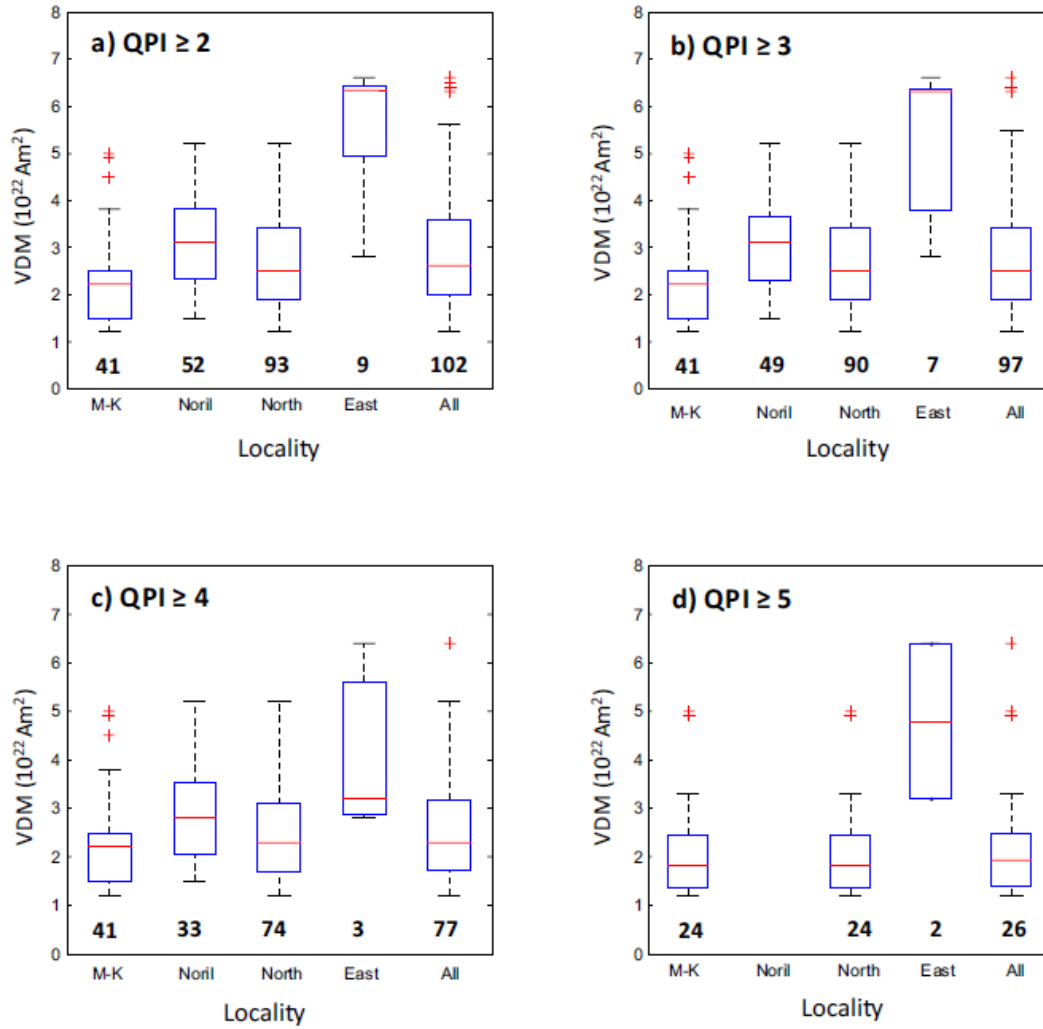 a) QPI ≥ 2
8
7
6
5
4
3
2
1
0
VDM (10²² Am²)
41 52 93 9 102
M-K Noril North East All
Locality
b) QPI ≥ 3
8
7
6
5
4
3
2
1
0
VDM (10²² Am²)
41 49 90 7 97
M-K Noril North East All
Locality
c) QPI ≥ 4
8
7
6
5
4
3
2
1
0
VDM (10²² Am²)
41 33 74 3 77
M-K Noril North East All
Locality
d) QPI ≥ 5
8
7
6
5
4
3
2
1
0
VDM (10²² Am²)
24 24 2 26
M-K Noril North East All
Locality